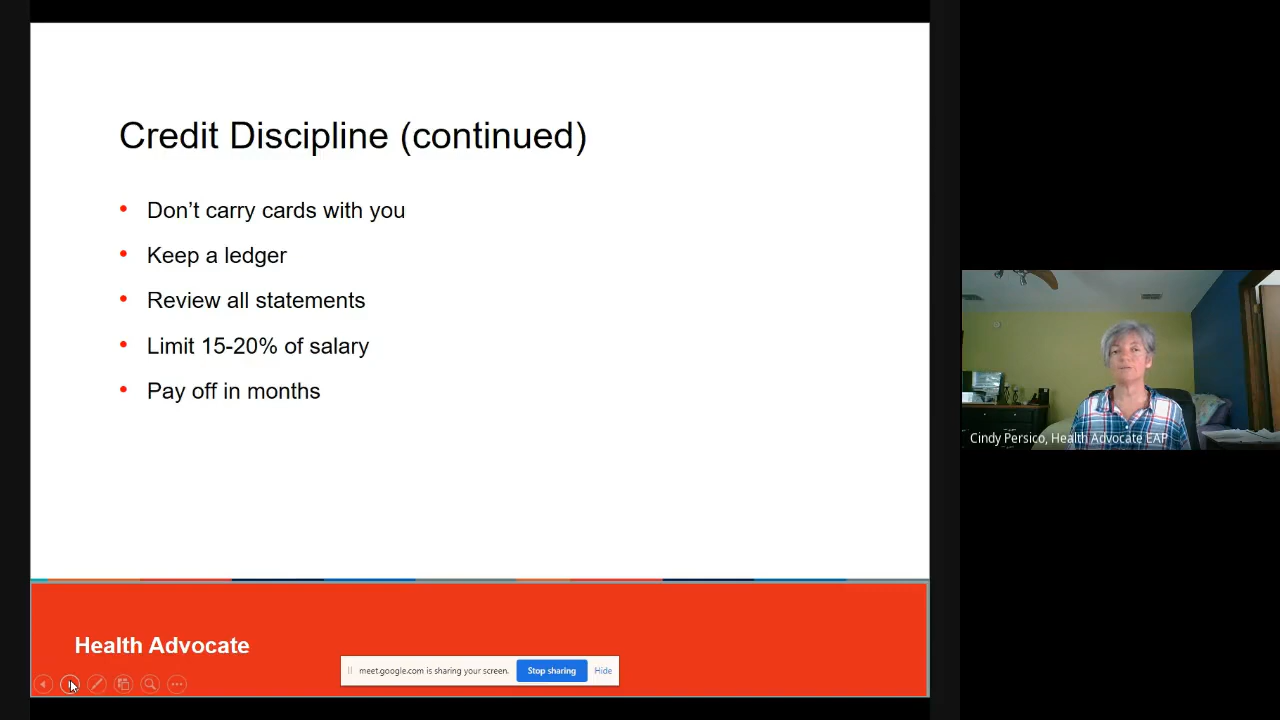 Credit Discipline (continued)
• Don’t carry cards with you
• Keep a ledger
• Review all statements
• Limit 15-20% of salary
• Pay off in months
Health Advocate
meet.google.com is sharing your screen.
Stop sharing
Hide
Cindy Persico, Health Advocate EAP